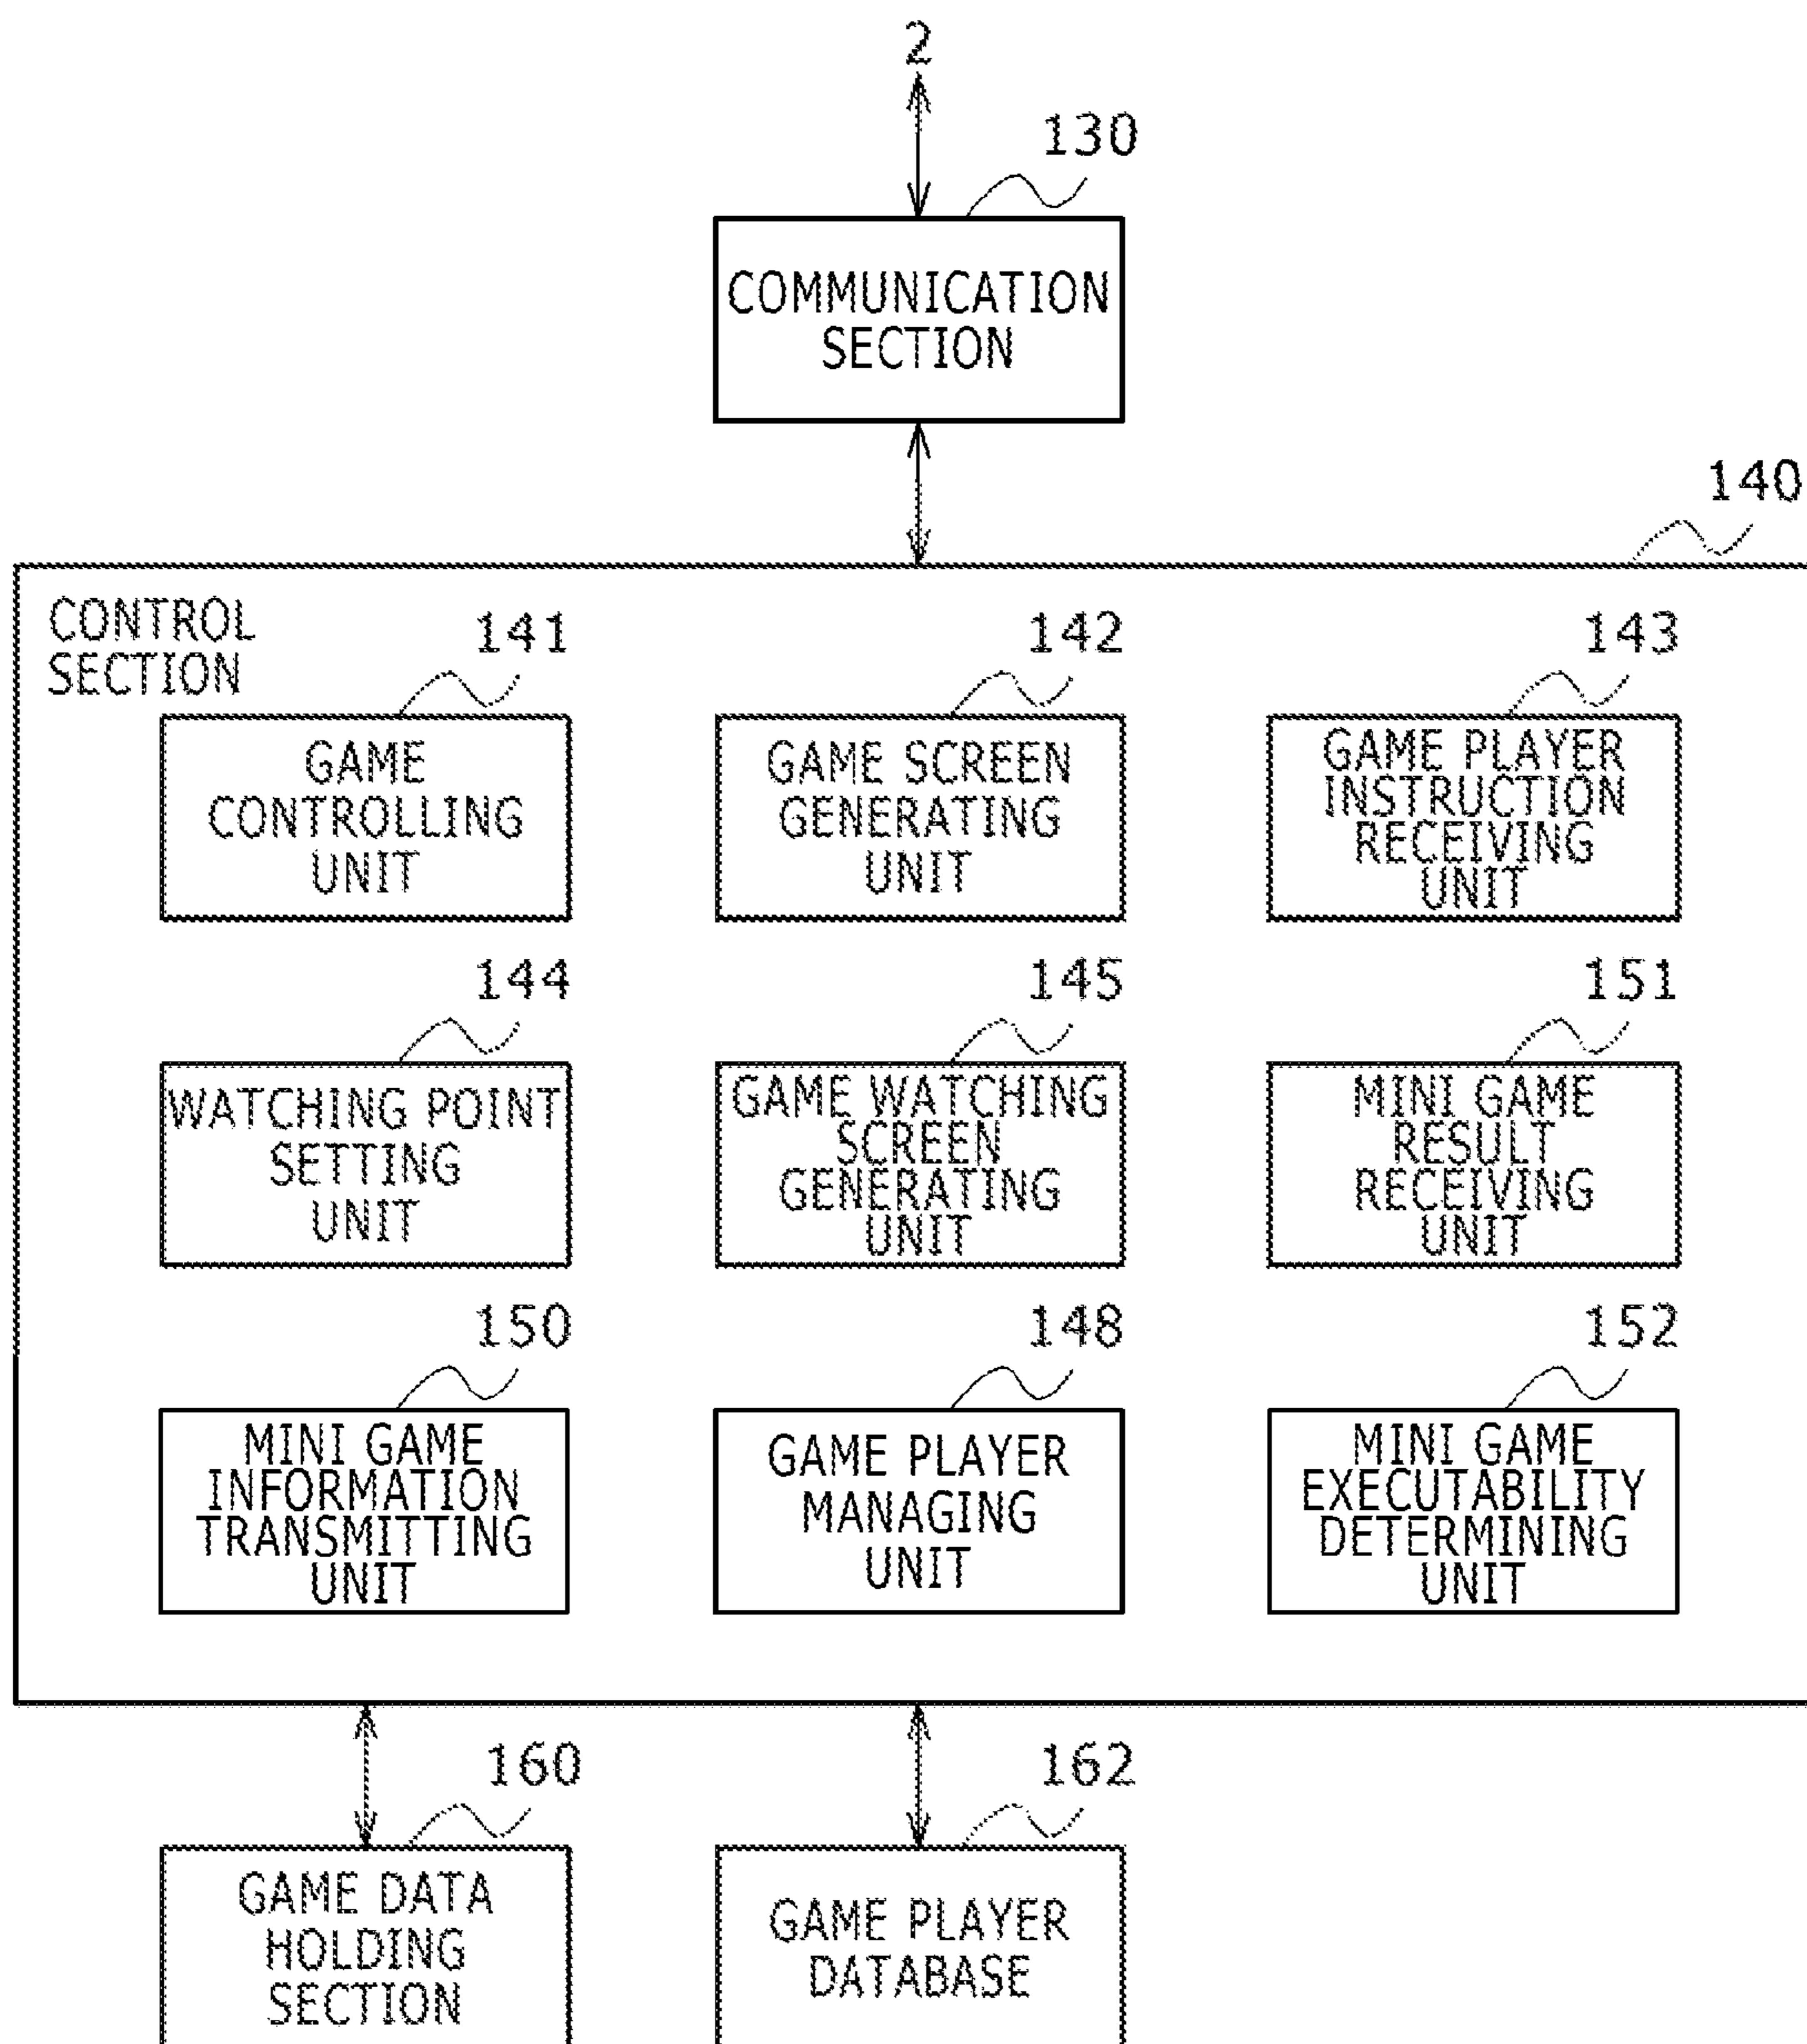 2
130
COMMUNICATION
SECTION
140
CONTROL
SECTION
141
GAME
CONTROLLING
UNIT
142
GAME SCREEN
GENERATING
UNIT
143
GAME PLAYER
INSTRUCTION
RECEIVING
UNIT
144
WATCHING POINT
SETTING
UNIT
145
GAME WATCHING
SCREEN
GENERATING
UNIT
151
MINI GAME
RESULT
RECEIVING
UNIT
150
MINI GAME
INFORMATION
TRANSMITTING
UNIT
148
GAME PLAYER
MANAGING
UNIT
152
MINI GAME
EXECUTABILITY
DETERMINING
UNIT
160
GAME DATA
HOLDING
SECTION
162
GAME PLAYER
DATABASE